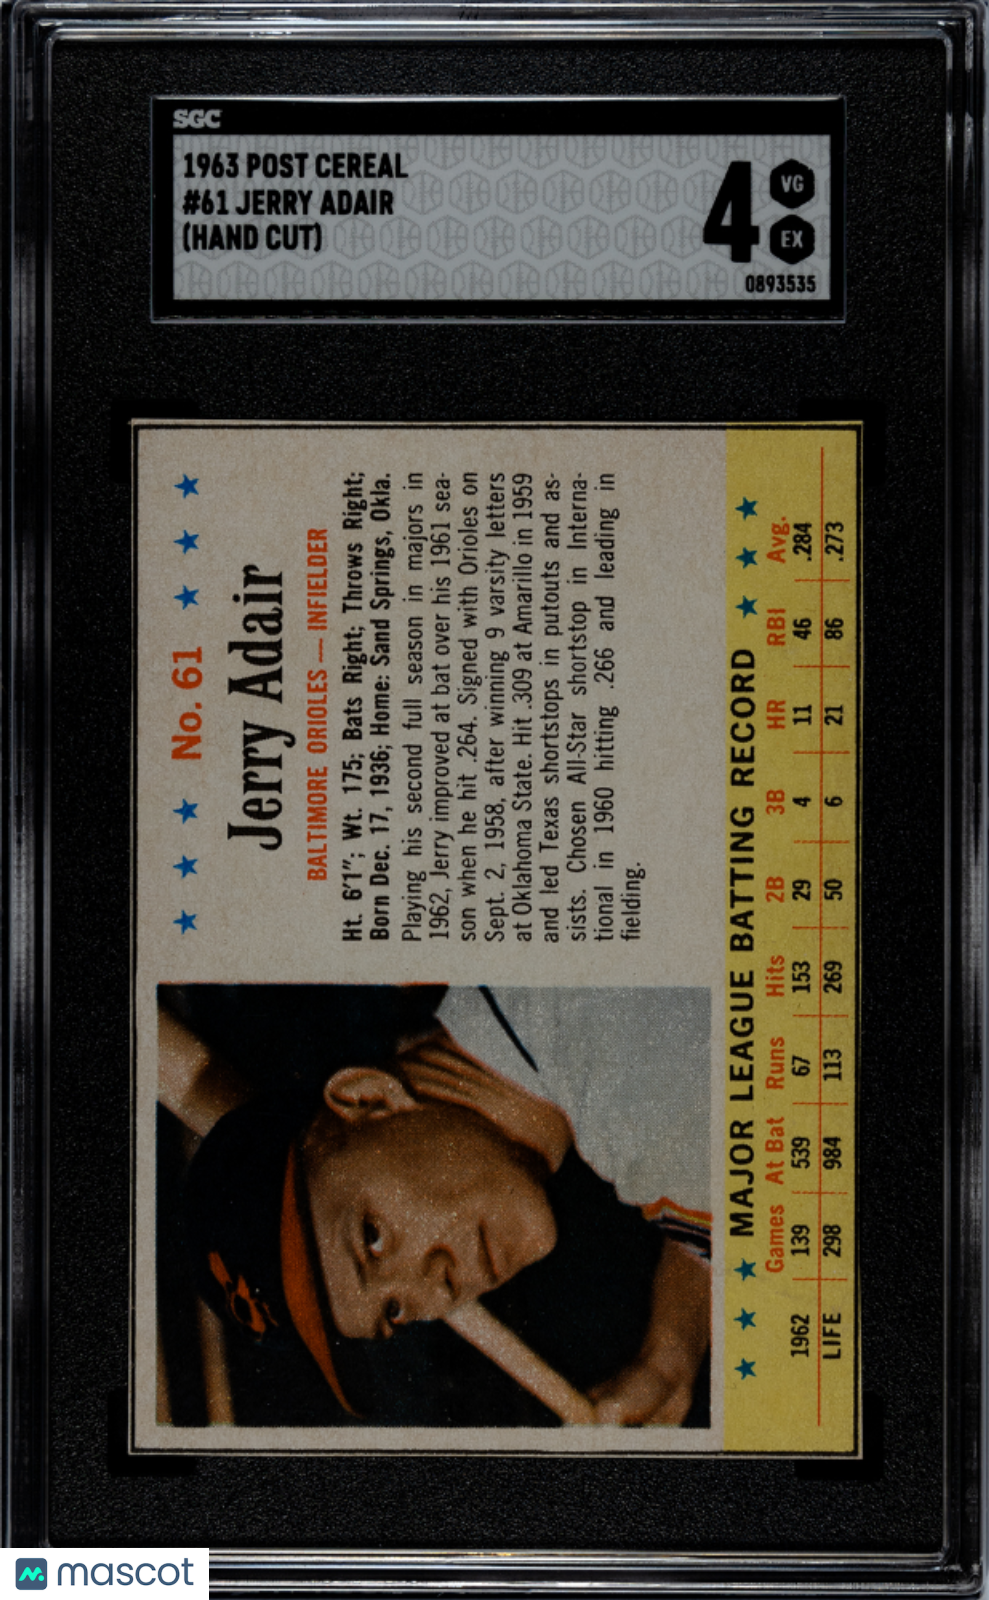 SGC
1963 POST CEREAL
#61 JERRY ADAIR
(HAND CUT)
4
VG
EX
0893535
No. 61
Jerry Adair
BALTIMORE ORIOLES — INFIELDER
Ht. 6'1"; Wt. 175; Bats Right; Throws Right;
Born Dec. 17, 1936; Home: Sand Springs, Okla.
Playing his second full season in majors in
1962, Jerry improved at bat over his 1961 sea-
son when he hit .264. Signed with Orioles on
Sept. 2, 1958, after winning 9 varsity letters
at Oklahoma State. Hit .309 at Amarillo in 1959
and led Texas shortstops in putouts and as-
sists. Chosen All-Star shortstop in Interna-
tional in 1960 hitting .266 and leading in
fielding.
MAJOR LEAGUE BATTING RECORD
Games At Bat Runs Hits 2B 3B HR RBI Avg.
1962 139 539 67 153 29 4 11 46 .284
LIFE 298 984 113 269 50 6 21 86 .273
mascot